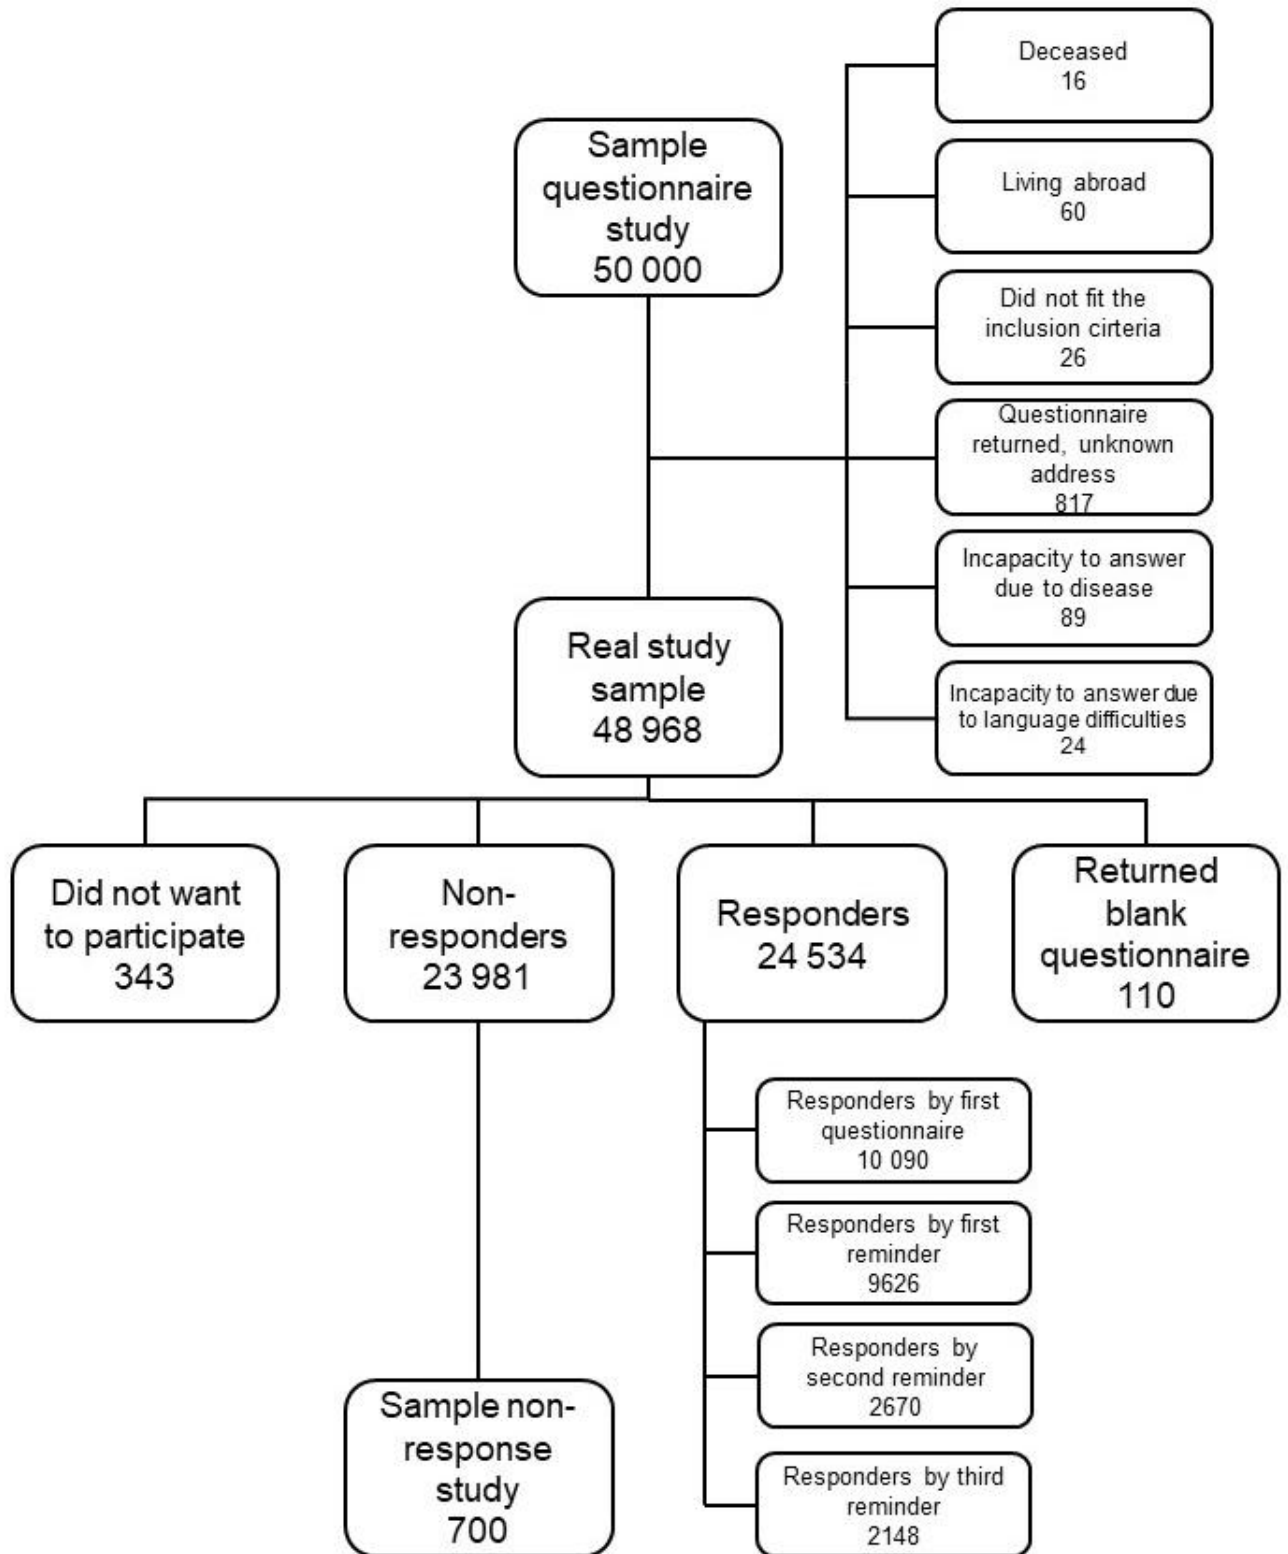 Sample
questionnaire
study
50 000
Deceased
16
Living abroad
60
Did not fit the
inclusion cirteria
26
Questionnaire
returned, unknown
address
817
Incapacity to answer
due to disease
89
Incapacity to answer due
to language difficulties
24
Real study
sample
48 968
Did not want
to participate
343
Non-
responders
23 981
Responders
24 534
Returned
blank
questionnaire
110
Responders by first
questionnaire
10 090
Responders by first
reminder
9626
Responders by
second reminder
2670
Responders by third
reminder
2148
Sample non-
response
study
700